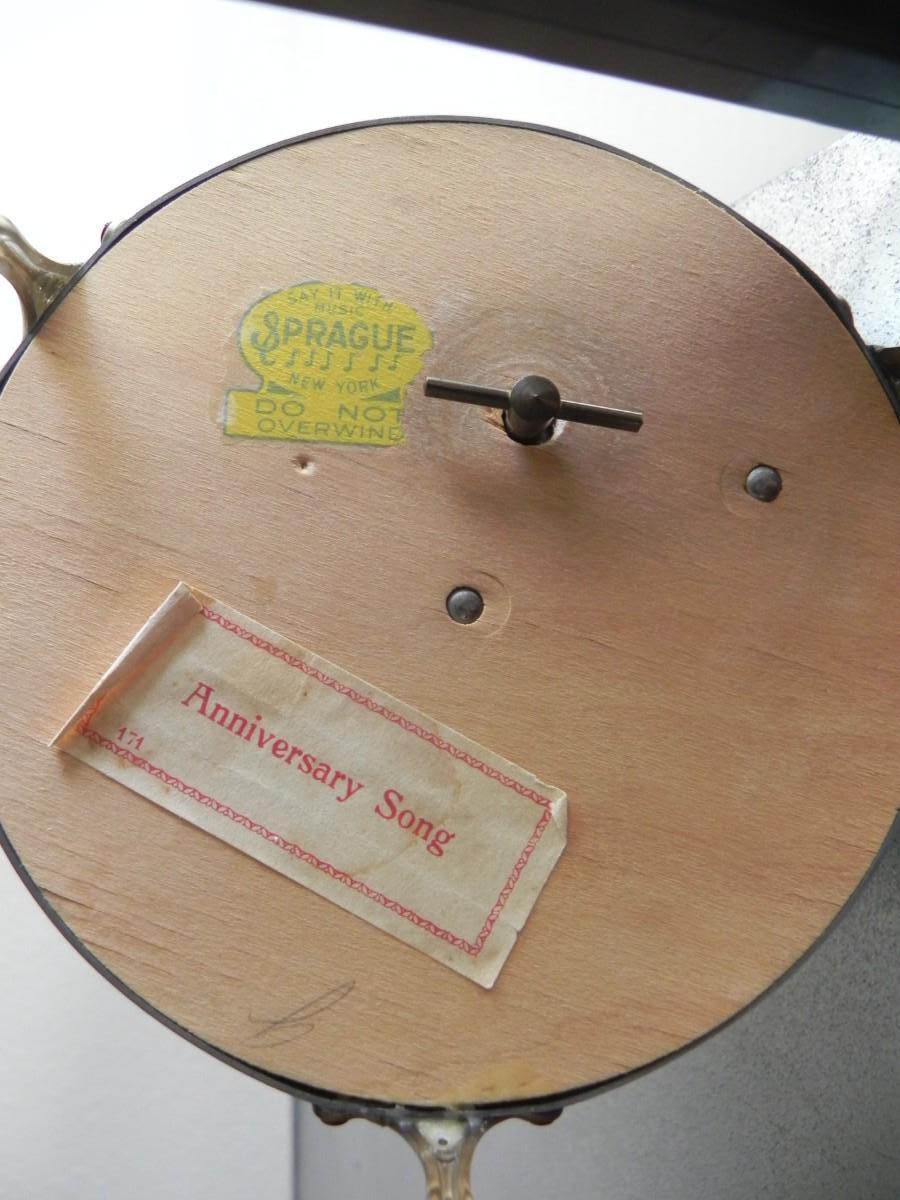 SAY IT WITH
MUSIC
SPRAGUE
NEW YORK
DO NOT
OVERWIND
Anniversary Song
171